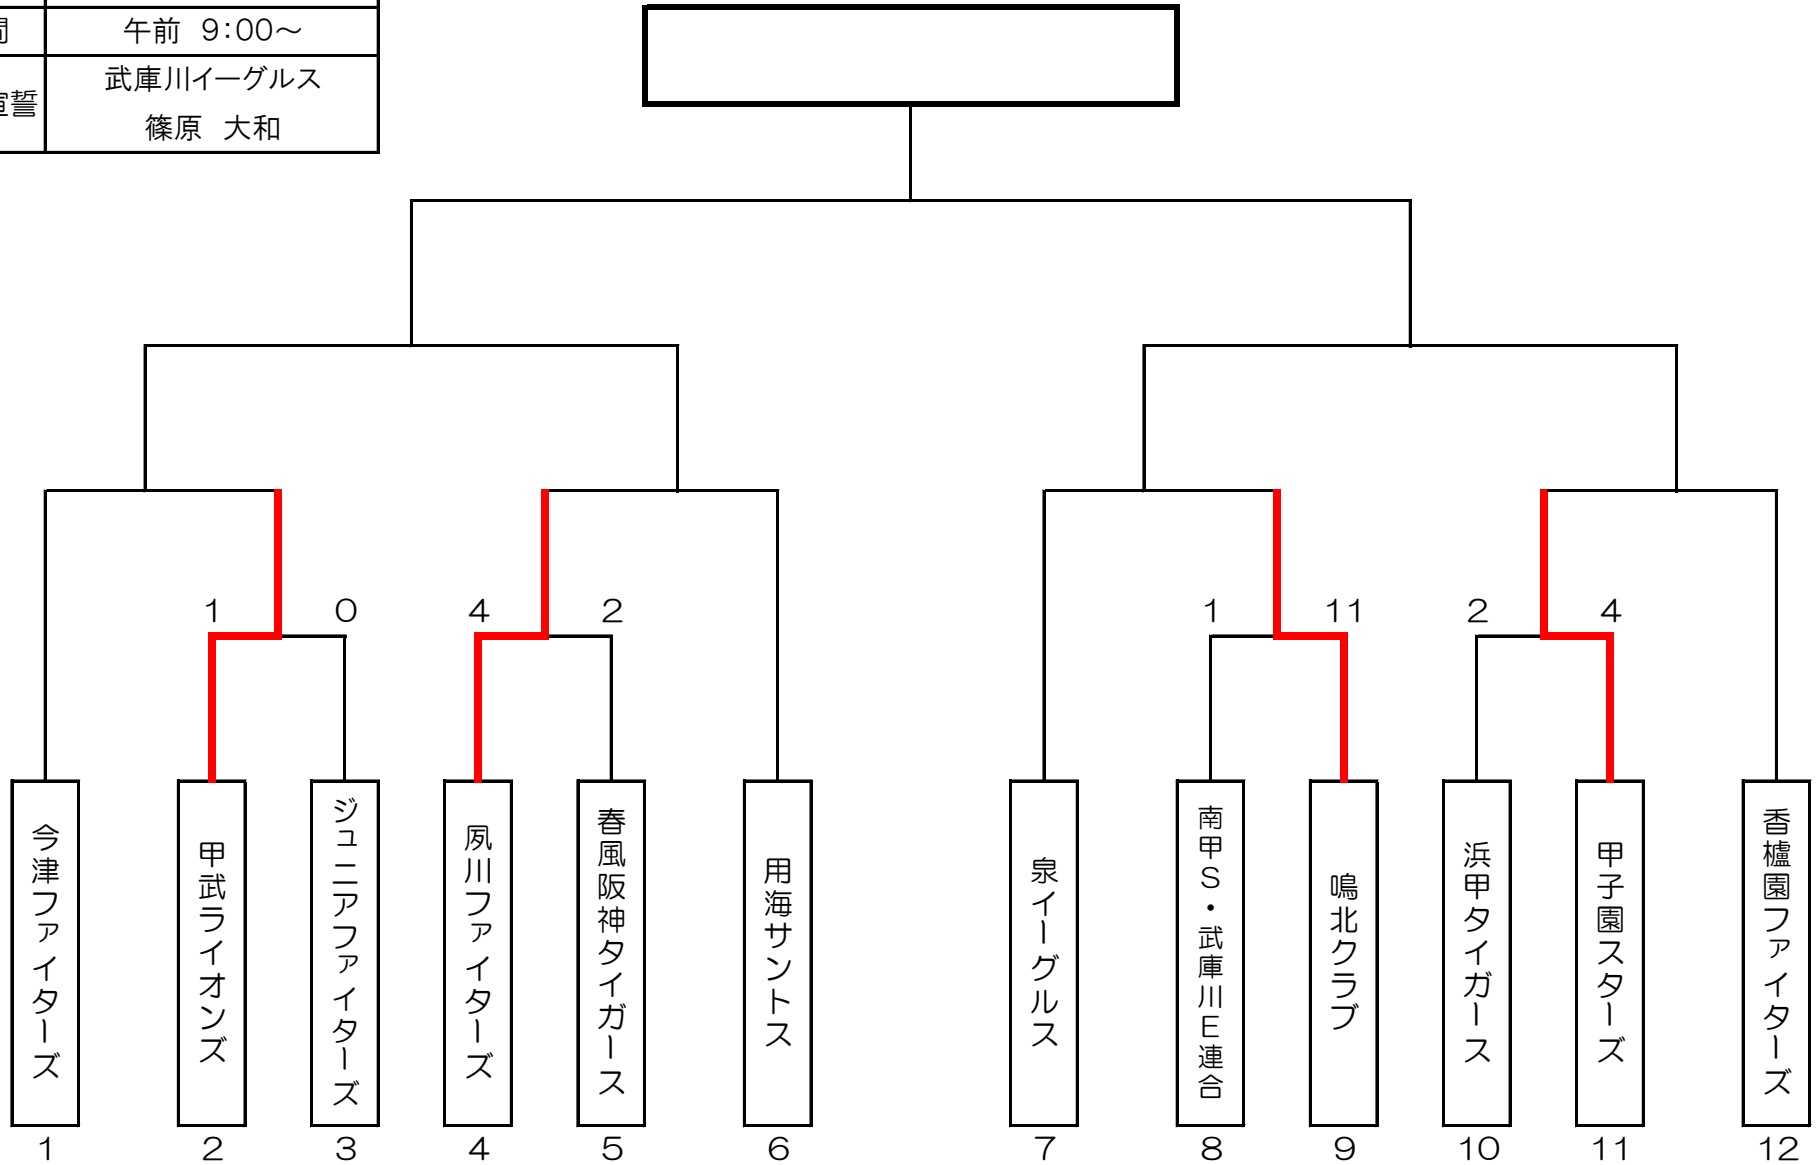 間
午前 9:00～
宣誓
武庫川イーグルス
篠原 大和
1 0 4 2 1 11 2 4
今津ファイターズ
甲武ライオンズ
ジュニアファイターズ
夙川ファイターズ
春風阪神タイガース
用海サントス
泉イーグルス
南甲S・武庫川E連合
鳴北クラブ
浜甲タイガース
甲子園スターズ
香櫨園ファイターズ
1 2 3 4 5 6 7 8 9 10 11 12